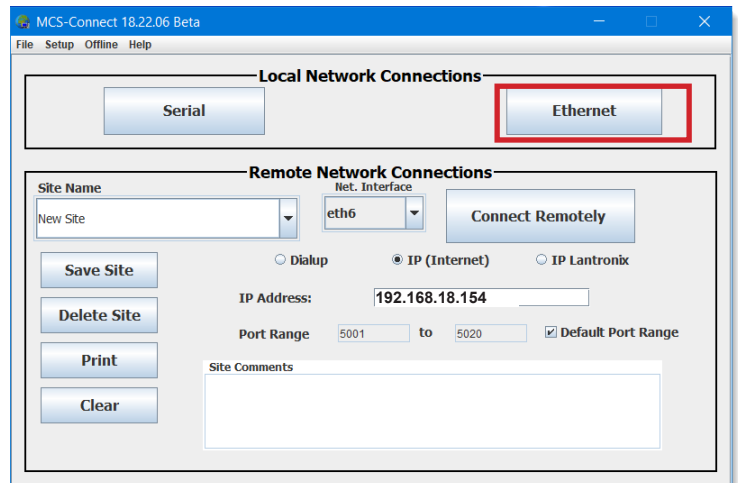 MCS-Connect 18.22.06 Beta
File Setup Offline Help
Local Network Connections
Serial Ethernet
Remote Network Connections
Site Name Net. Interface
New Site eth6 Connect Remotely
Dialup IP (Internet) IP Lantronix
Save Site
IP Address: 192.168.18.154
Delete Site
Port Range 5001 to 5020 Default Port Range
Print
Site Comments
Clear